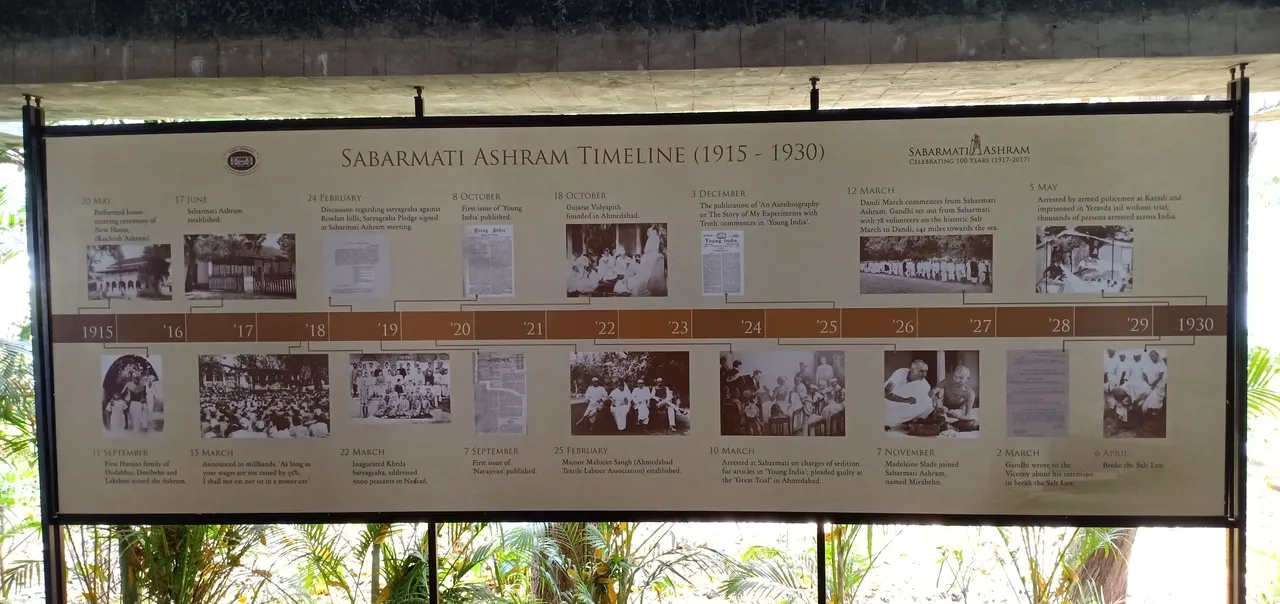 SABARMATI ASHRAM TIMELINE (1915 - 1930)
SABARMATI ASHRAM
CELEBRATING 100 YEARS (1917-2017)
20 MAY
Performed house-
entering ceremony of
New House,
(Kochrab Ashram)
17 JUNE
Sabarmati Ashram
established.
24 FEBRUARY
Discussion regarding satyagraha against
Rowlatt bills; Satyagraha Pledge signed
at Sabarmati Ashram meeting.
8 OCTOBER
First issue of 'Young
India' published.
Young India
18 OCTOBER
Gujarat Vidyapith
founded in Ahmedabad.
3 DECEMBER
The publication of 'An Autobiography
or The Story of My Experiments with
Truth commences in 'Young India'.
Young India
12 MARCH
Dandi March commences from Sabarmati
Ashram. Gandhi set out from Sabarmati
with 78 volunteers on the historic Salt
March to Dandi, 241 miles towards the sea.
5 MAY
Arrested by armed policemen at Karadi and
imprisoned in Yaravda jail without trial;
thousands of persons arrested across India.
1915 '16 '17 '18 '19 '20 '21 '22 '23 '24 '25 '26 '27 '28 '29 1930
11 SEPTEMBER
First Harijan family of
Dudabhai, Danibehn and
Lakshmi joined the Ashram.
15 MARCH
Announced to millhands: 'As long as
your wages are not raised by 35%,
I shall not eat nor sit in a motor car'.
22 MARCH
Inagurated Kheda
Satyagraha, addressed
5000 peasants in Nadiad.
7 SEPTEMBER
First issue of
'Navajivan' published.
25 FEBRUARY
Majoor Mahajan Sangh (Ahmedabad
Textile Labour Association) established.
10 MARCH
Arrested at Sabarmati on charges of sedition
for articles in 'Young India'; pleaded guilty at
the 'Great Trial' in Ahmedabad.
7 NOVEMBER
Madeleine Slade joined
Sabarmati Ashram,
named Mirabehn.
2 MARCH
Gandhi wrote to the
Viceroy about his intention
to break the Salt Law.
6 APRIL
Broke the Salt Law